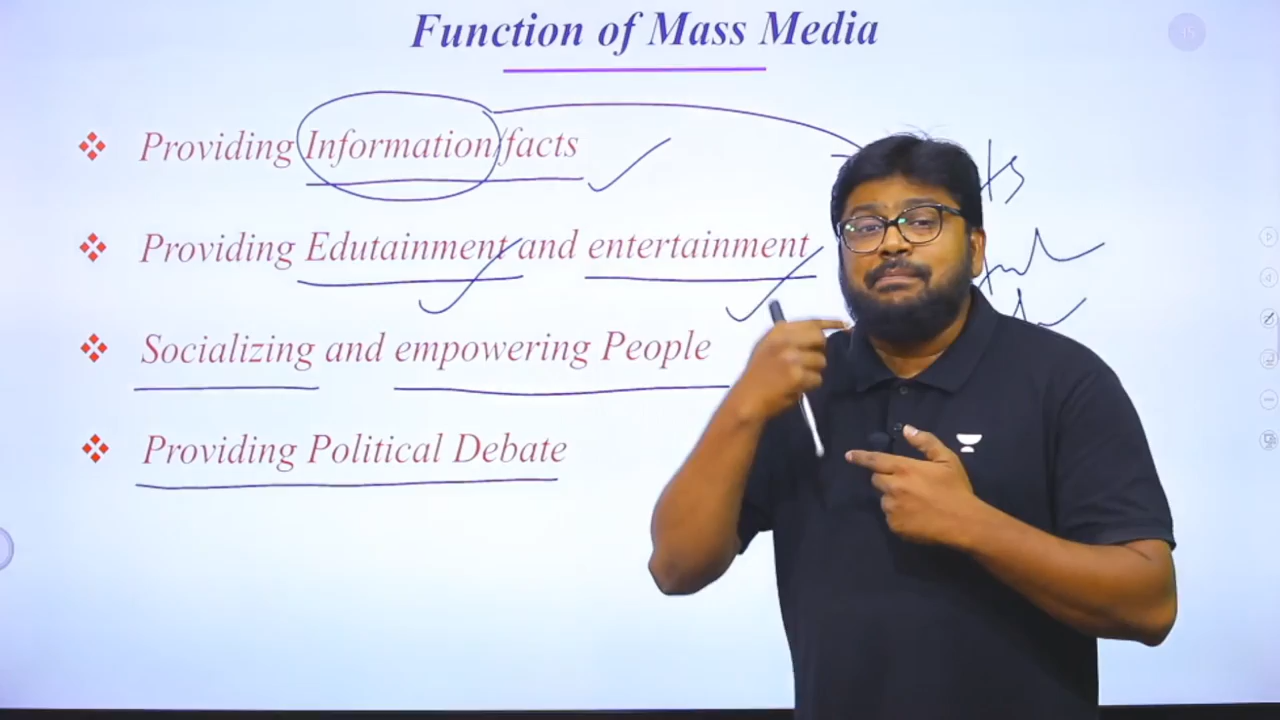 Function of Mass Media
Providing Information/facts
Providing Edutainment and entertainment
Socializing and empowering People
Providing Political Debate